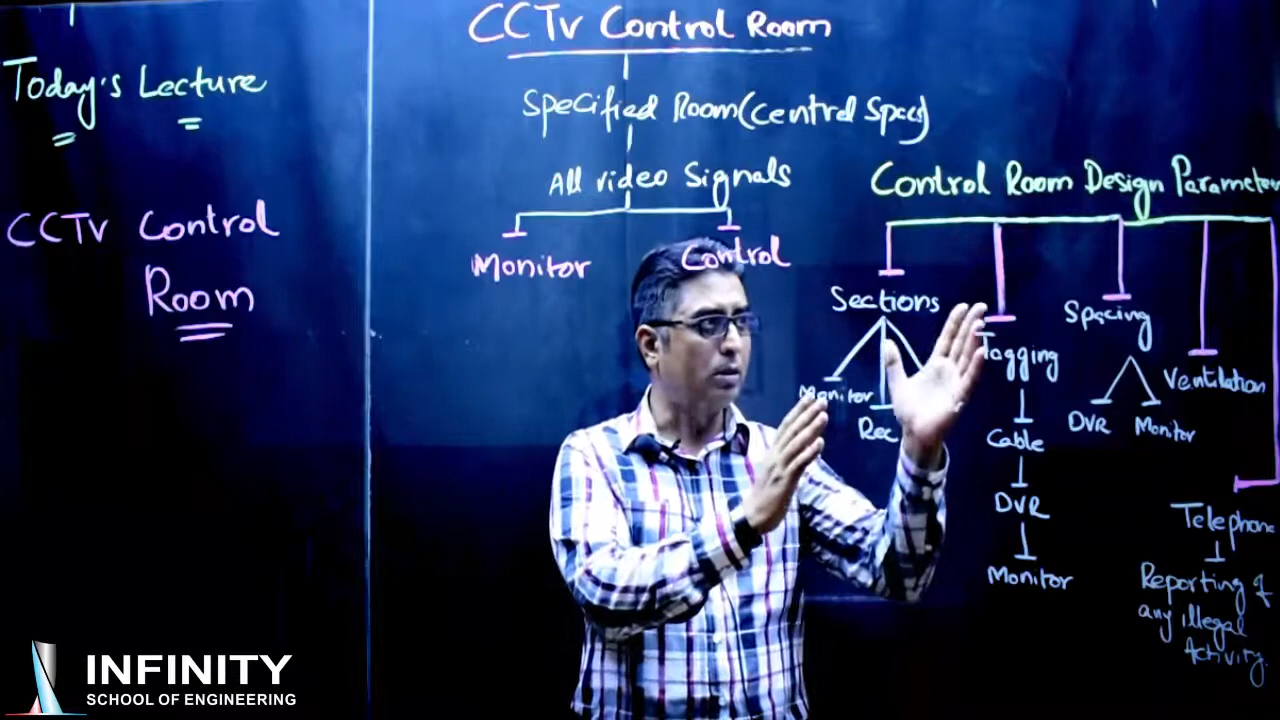 Today's Lecture
CCTV Control
Room
CCTV Control Room
Specified Room (Central Space)
All video Signals
Monitor
Control
Control Room Design Parameter
Sections
Monitor
Rec
Tagging
Cable
DVR
Monitor
Spacing
DVR
Monitor
Ventilation
Telephone
Reporting of
any illegal
Activity.
INFINITY
SCHOOL OF ENGINEERING